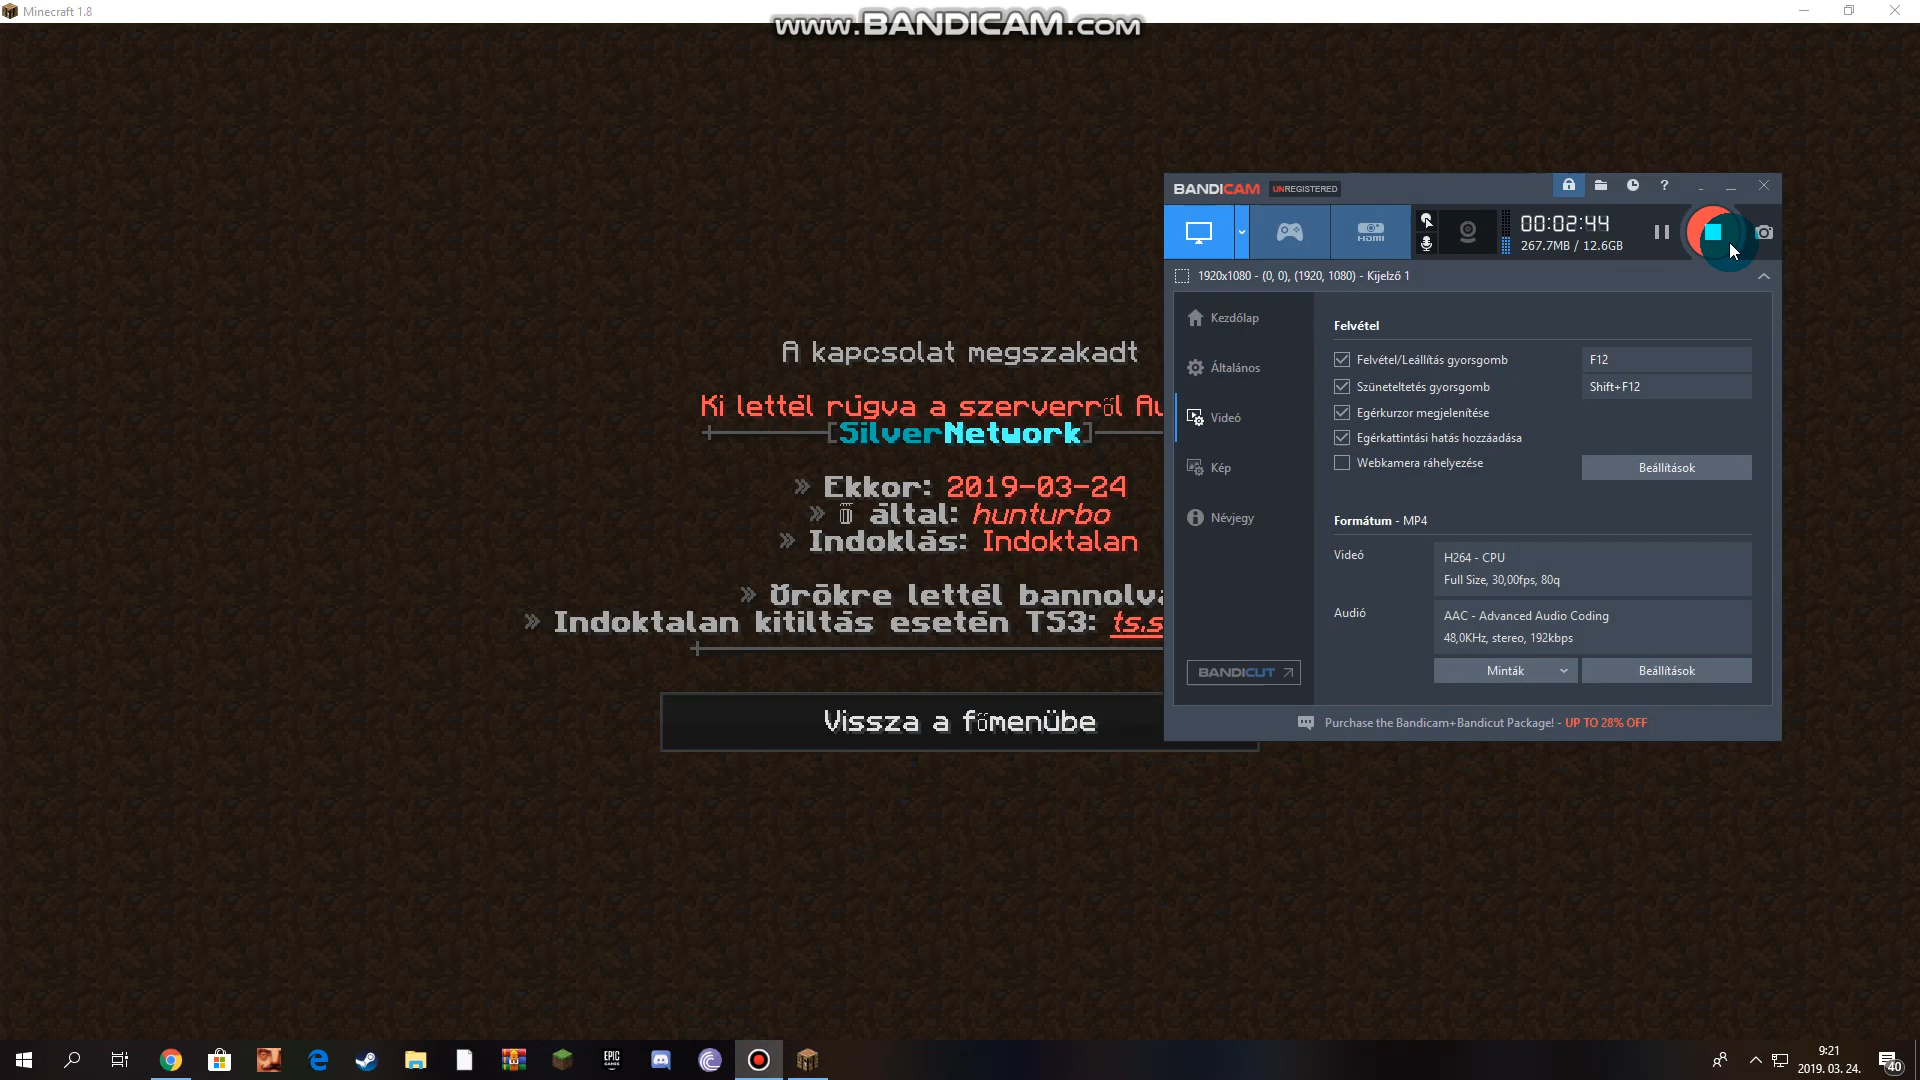 Minecraft 1.8
www.BANDICAM.com
A kapcsolat megszakadt
Ki lettél rúgva a szerverről
[SilverNetwork]
» Ekkor: 2019-03-24
» Ő által: hunturbo
» Indoklás: Indoktalan
» Örökre lettél
» Indoktalan kitiltás esetén TS3:
Vissza a főmenübe
BANDICAM UNREGISTERED
?
HDMI
00:02:44
267.7MB / 12.6GB
1920x1080 - (0, 0), (1920, 1080) - Kijelző 1
Kezdőlap
Általános
Videó
Kép
Névjegy
BANDICUT
Felvétel
Felvétel/Leállítás gyorsgomb F12
Szüneteltetés gyorsgomb Shift+F12
Egérkurzor megjelenítése
Egérkattintási hatás hozzáadása
Webkamera ráhelyezése
Beállítások
Formátum - MP4
Videó
H264 - CPU
Full Size, 30,00fps, 80q
Audió
AAC - Advanced Audio Coding
48,0KHz, stereo, 192kbps
Minták
Beállítások
Purchase the Bandicam+Bandicut Package! - UP TO 28% OFF
EPIC GAMES
9:21
2019. 03. 24.
40